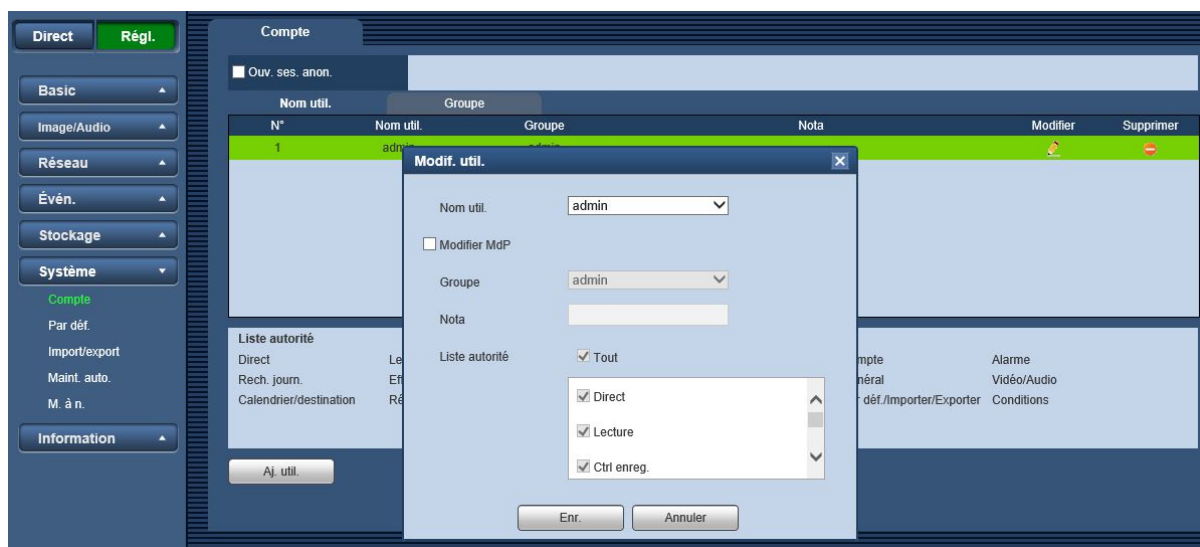 Direct Régl.
Compte
Ouv. ses. anon.
Basic
Nom util. Groupe
Image/Audio
N° Nom util. Groupe Nota Modifier Supprimer
1
Modif. util.
Réseau
Évén.
Nom util. admin
Stockage
Modifier MdP
Système
Groupe admin
Compte
Nota
Par déf.
Import/export
Liste autorité
Liste autorité Tout
Direct Alarme
Maint. auto.
Rech. journ. Vidéo/Audio
M. à n.
Calendrier/destination déf./Importer/Exporter Conditions
Direct
Lecture
Information
Ctrl enreg.
Aj. util.
Enr. Annuler